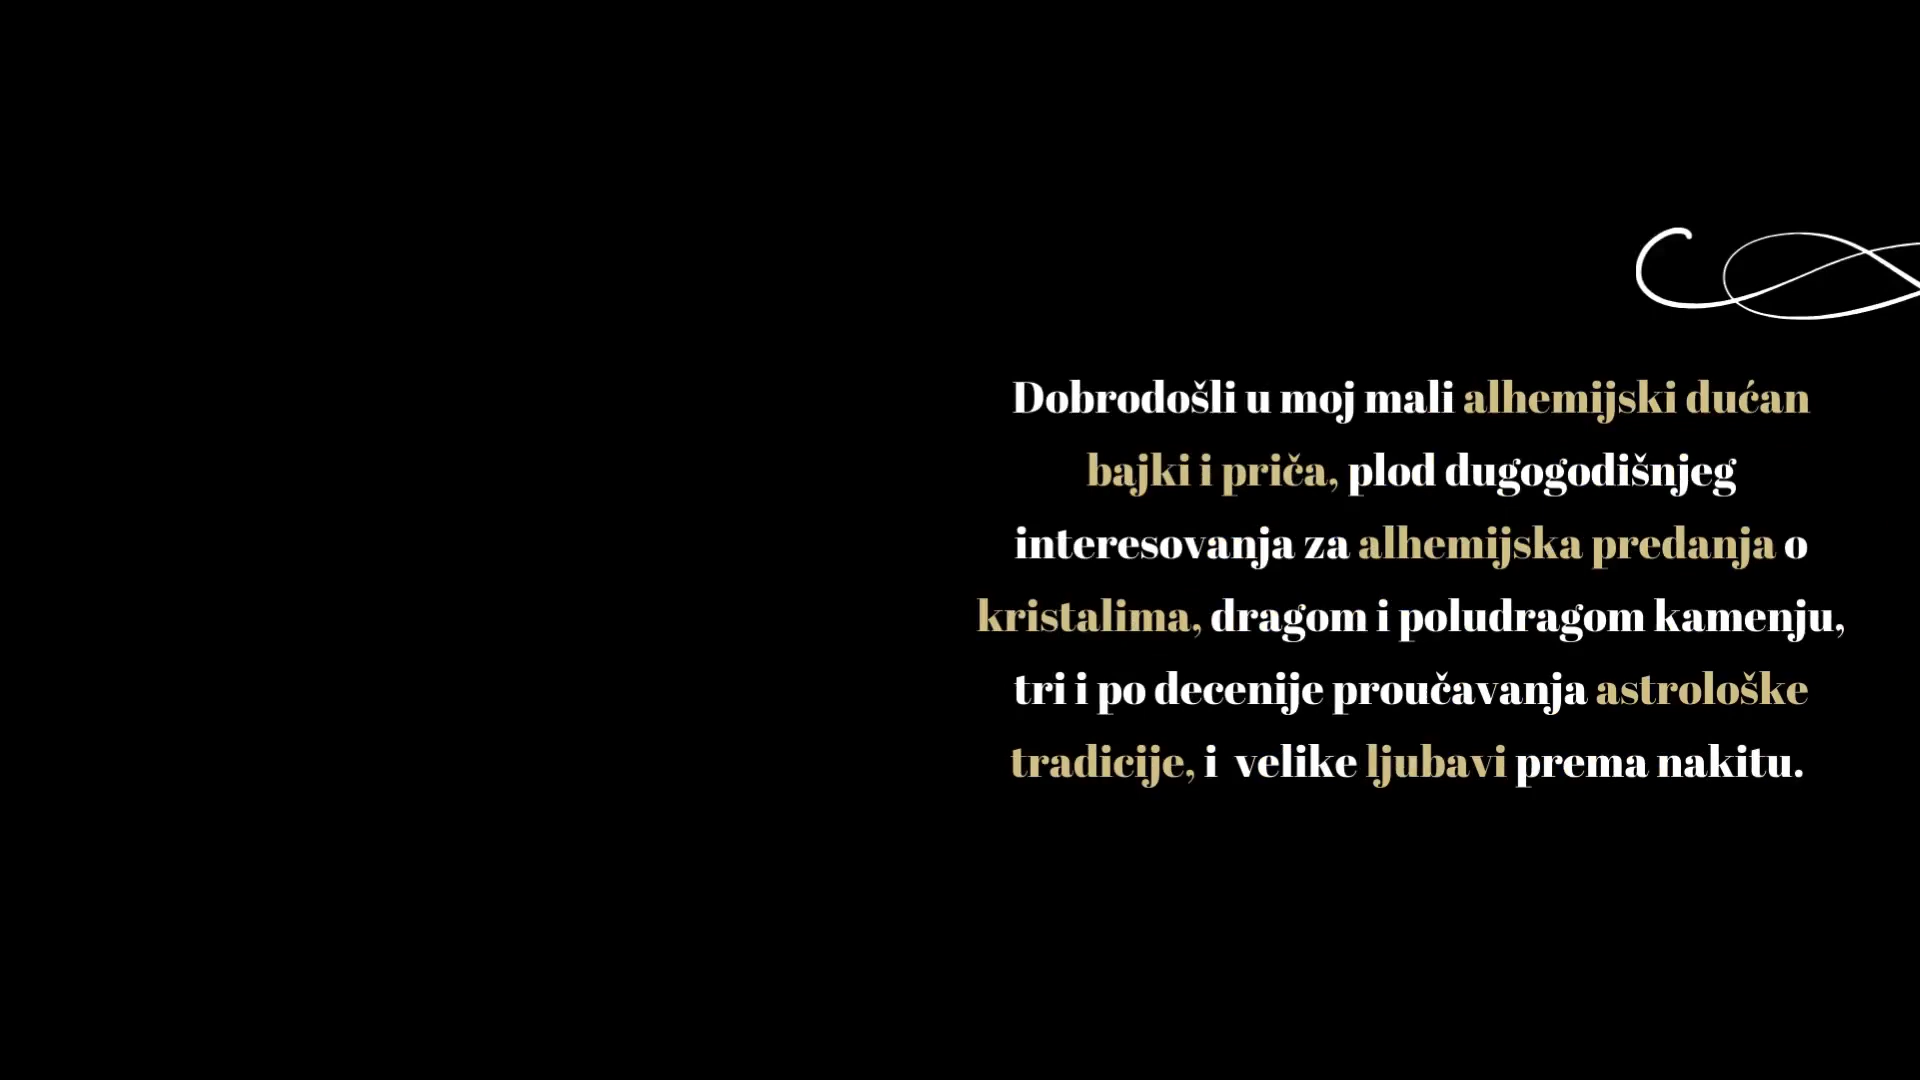 Dobrodošli u moj mali alhemijski dućan
bajki i priča, plod dugogodišnjeg
interesovanja za alhemijska predanja o
kristalima, dragom i poludragom kamenju,
tri i po decenije proučavanja astrološke
tradicije, i  velike ljubavi prema nakitu.